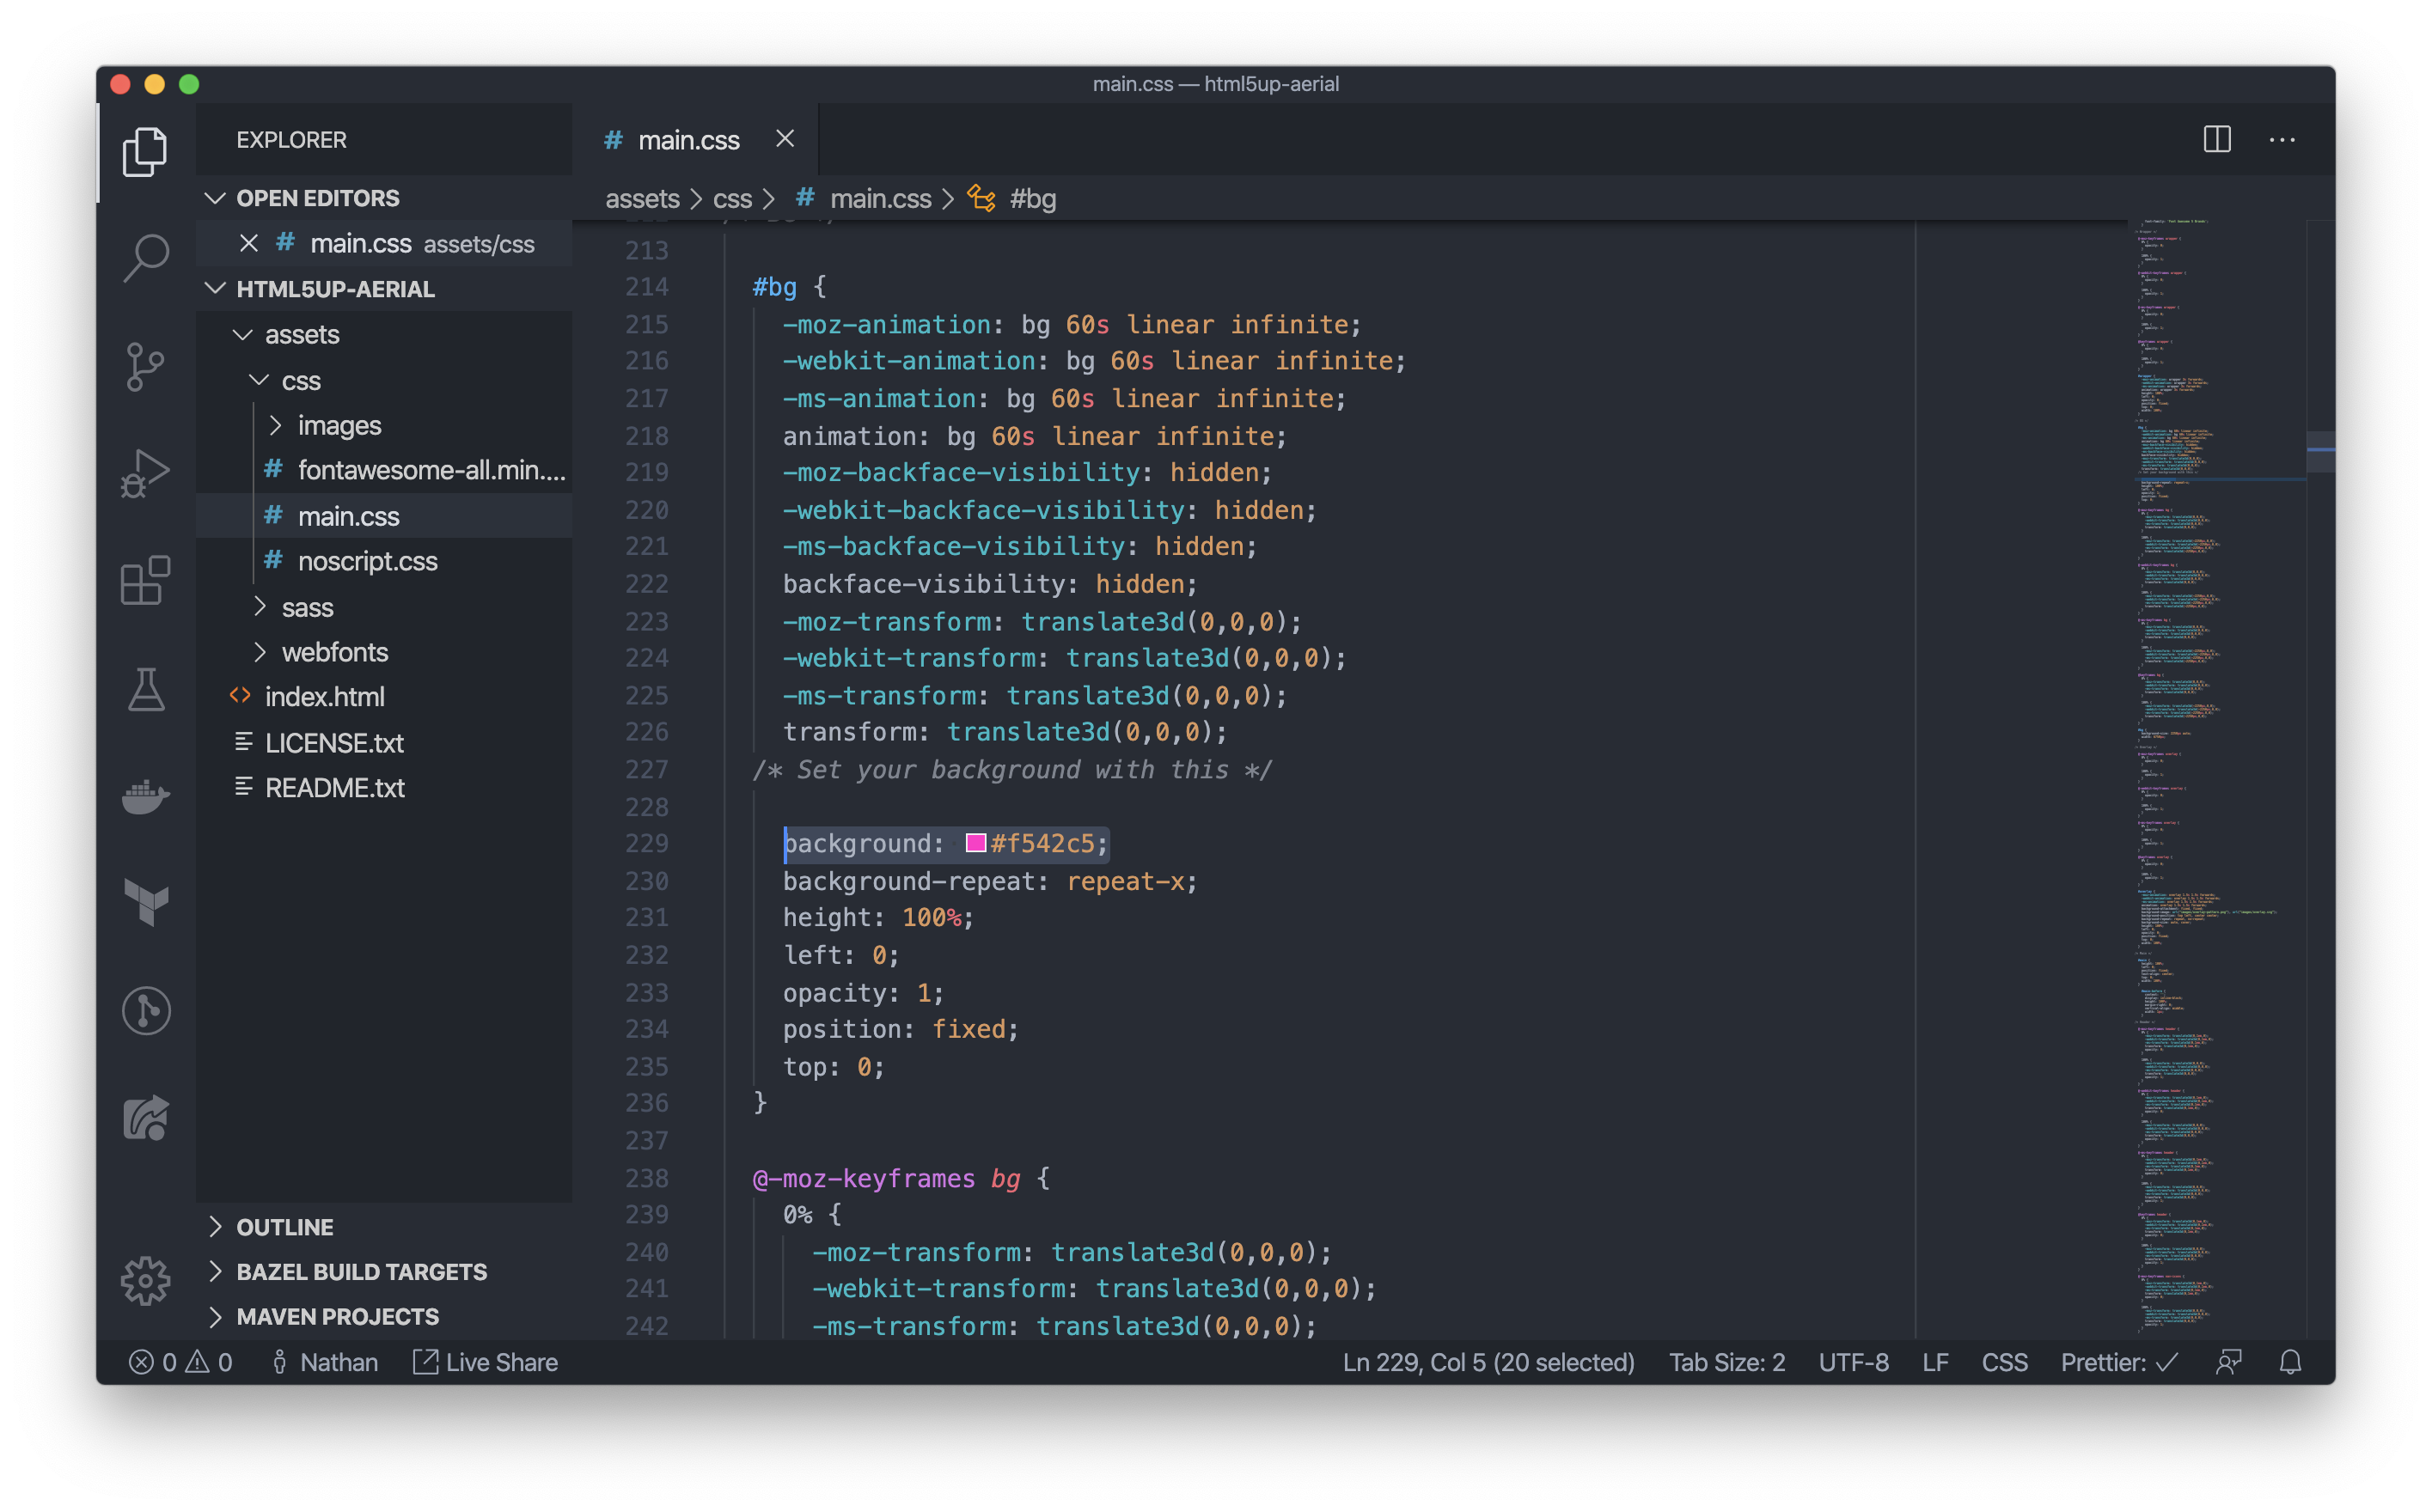 main.css — html5up-aerial
EXPLORER
OPEN EDITORS
# main.css assets/css
HTML5UP-AERIAL
assets
css
images
# fontawesome-all.min....
# main.css
# noscript.css
sass
webfonts
<> index.html
LICENSE.txt
README.txt
OUTLINE
BAZEL BUILD TARGETS
MAVEN PROJECTS
# main.css
assets > css > # main.css > #bg
213
214 #bg {
215 -moz-animation: bg 60s linear infinite;
216 -webkit-animation: bg 60s linear infinite;
217 -ms-animation: bg 60s linear infinite;
218 animation: bg 60s linear infinite;
219 -moz-backface-visibility: hidden;
220 -webkit-backface-visibility: hidden;
221 -ms-backface-visibility: hidden;
222 backface-visibility: hidden;
223 -moz-transform: translate3d(0,0,0);
224 -webkit-transform: translate3d(0,0,0);
225 -ms-transform: translate3d(0,0,0);
226 transform: translate3d(0,0,0);
227 /* Set your background with this */
228
229 background: #f542c5;
230 background-repeat: repeat-x;
231 height: 100%;
232 left: 0;
233 opacity: 1;
234 position: fixed;
235 top: 0;
236 }
237
238 @-moz-keyframes bg {
239 0% {
240 -moz-transform: translate3d(0,0,0);
241 -webkit-transform: translate3d(0,0,0);
242 -ms-transform: translate3d(0,0,0);
0 0 Nathan Live Share Ln 229, Col 5 (20 selected) Tab Size: 2 UTF-8 LF CSS Prettier: ✓